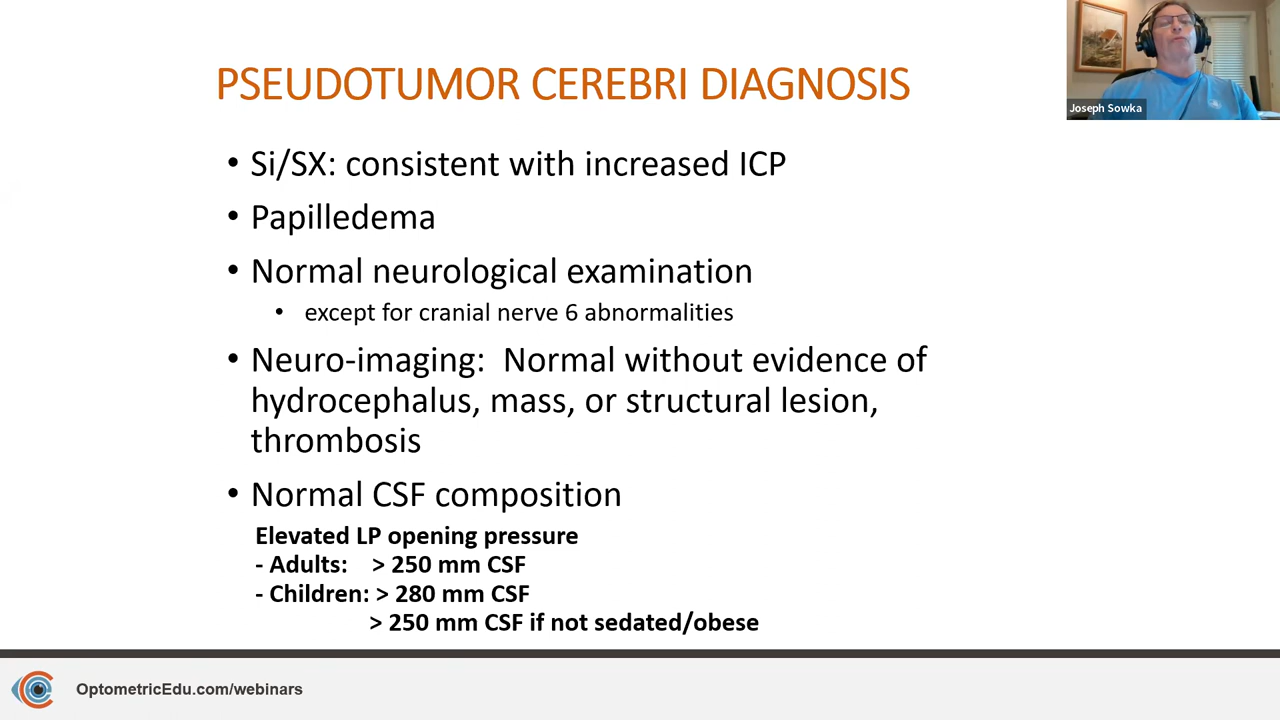 PSEUDOTUMOR CEREBRI DIAGNOSIS
Joseph Sowka
• Si/SX: consistent with increased ICP
• Papilledema
• Normal neurological examination
• except for cranial nerve 6 abnormalities
• Neuro-imaging: Normal without evidence of
hydrocephalus, mass, or structural lesion,
thrombosis
• Normal CSF composition
Elevated LP opening pressure
- Adults: > 250 mm CSF
- Children: > 280 mm CSF
> 250 mm CSF if not sedated/obese
OptometricEdu.com/webinars